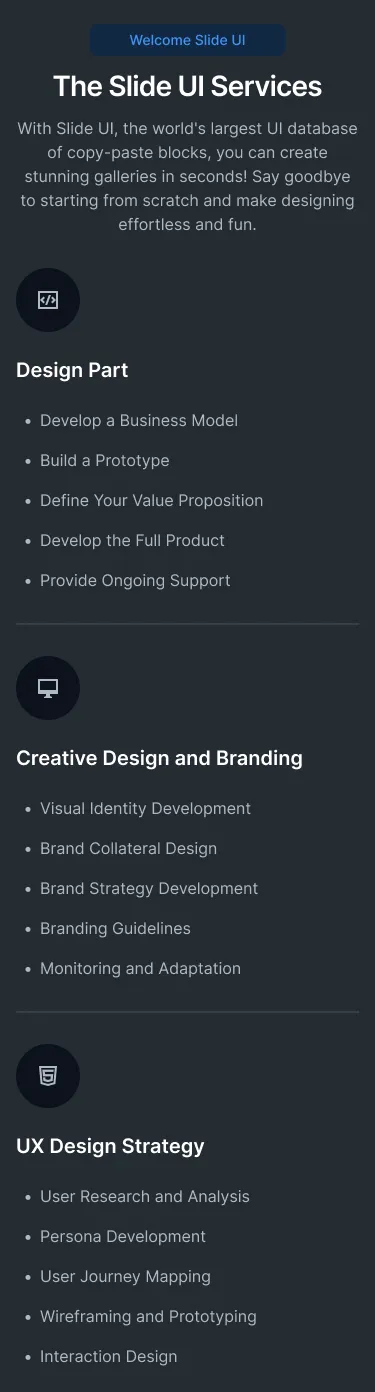 Welcome Slide UI
The Slide UI Services
With Slide UI, the world's largest UI database
of copy-paste blocks, you can create
stunning galleries in seconds! Say goodbye
to starting from scratch and make designing
effortless and fun.
Design Part
• Develop a Business Model
• Build a Prototype
• Define Your Value Proposition
• Develop the Full Product
• Provide Ongoing Support
Creative Design and Branding
• Visual Identity Development
• Brand Collateral Design
• Brand Strategy Development
• Branding Guidelines
• Monitoring and Adaptation
UX Design Strategy
• User Research and Analysis
• Persona Development
• User Journey Mapping
• Wireframing and Prototyping
• Interaction Design